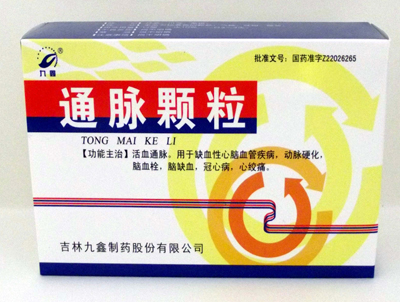 九鑫®
批准文号：国药准字Z22026265
通脉颗粒
TONG MAI KE LI
【功能主治】活血通脉。用于缺血性心脑血管疾病，动脉硬化，
脑血栓，脑缺血，冠心病，心绞痛。
吉林九鑫制药股份有限公司